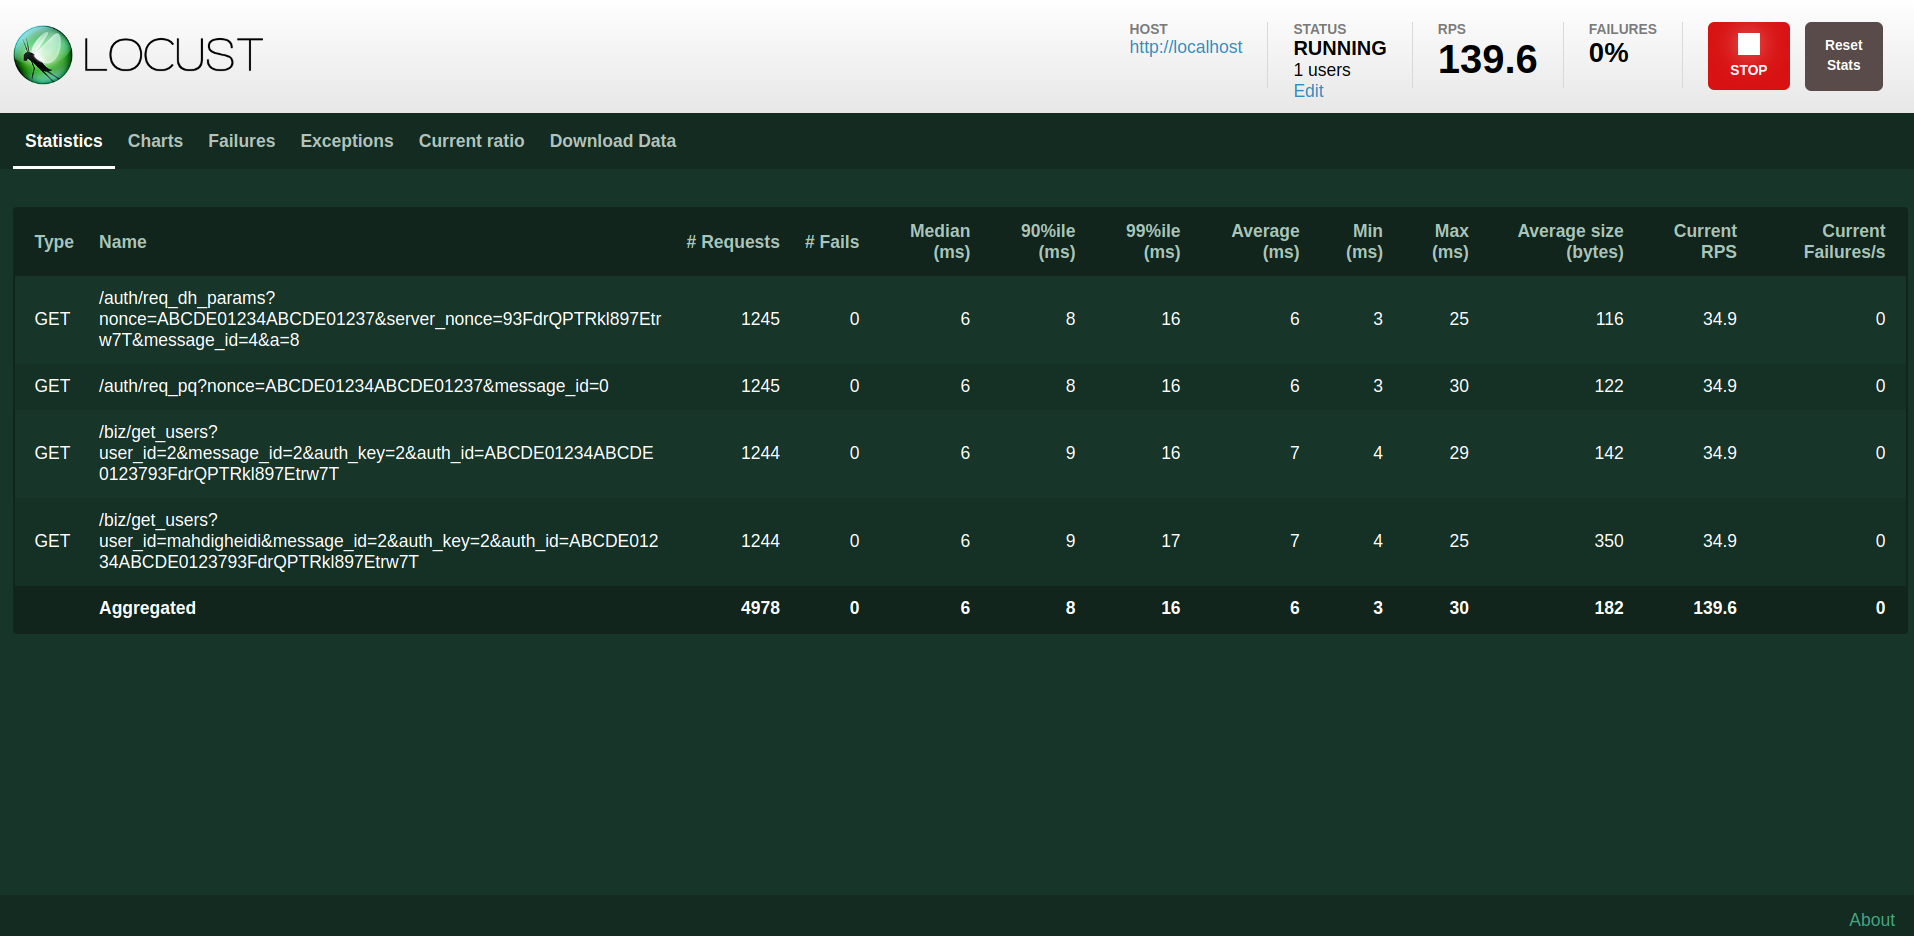 LOCUST
HOST
http://localhost
STATUS
RUNNING
1 users
Edit
RPS
139.6
FAILURES
0%
STOP
Reset
Stats
Statistics Charts Failures Exceptions Current ratio Download Data
Type Name # Requests # Fails Median (ms) 90%ile (ms) 99%ile (ms) Average (ms) Min (ms) Max (ms) Average size (bytes) Current RPS Current Failures/s
/auth/req_dh_params?
GET nonce=ABCDE01234ABCDE01237&server_nonce=93FdrQPTRkl897Etr 1245 0 6 8 16 6 3 25 116 34.9 0
w7T&message_id=4&a=8
GET /auth/req_pq?nonce=ABCDE01234ABCDE01237&message_id=0 1245 0 6 8 16 6 3 30 122 34.9 0
/biz/get_users?
GET user_id=2&message_id=2&auth_key=2&auth_id=ABCDE01234ABCDE 1244 0 6 9 16 7 4 29 142 34.9 0
0123793FdrQPTRkl897Etrw7T
/biz/get_users?
GET user_id=mahdigheidi&message_id=2&auth_key=2&auth_id=ABCDE012 1244 0 6 9 17 7 4 25 350 34.9 0
34ABCDE0123793FdrQPTRkl897Etrw7T
Aggregated 4978 0 6 8 16 6 3 30 182 139.6 0
About